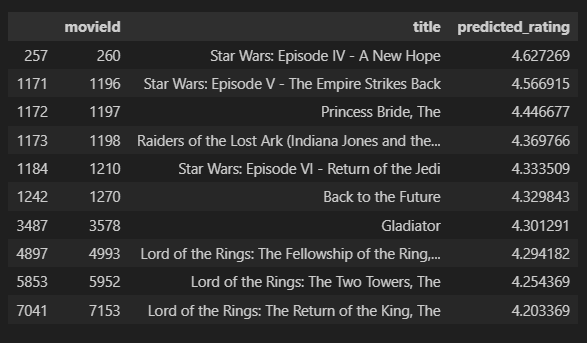 movieId title predicted_rating
257 260 Star Wars: Episode IV - A New Hope 4.627269
1171 1196 Star Wars: Episode V - The Empire Strikes Back 4.566915
1172 1197 Princess Bride, The 4.446677
1173 1198 Raiders of the Lost Ark (Indiana Jones and the... 4.369766
1184 1210 Star Wars: Episode VI - Return of the Jedi 4.333509
1242 1270 Back to the Future 4.329843
3487 3578 Gladiator 4.301291
4897 4993 Lord of the Rings: The Fellowship of the Ring,... 4.294182
5853 5952 Lord of the Rings: The Two Towers, The 4.254369
7041 7153 Lord of the Rings: The Return of the King, The 4.203369